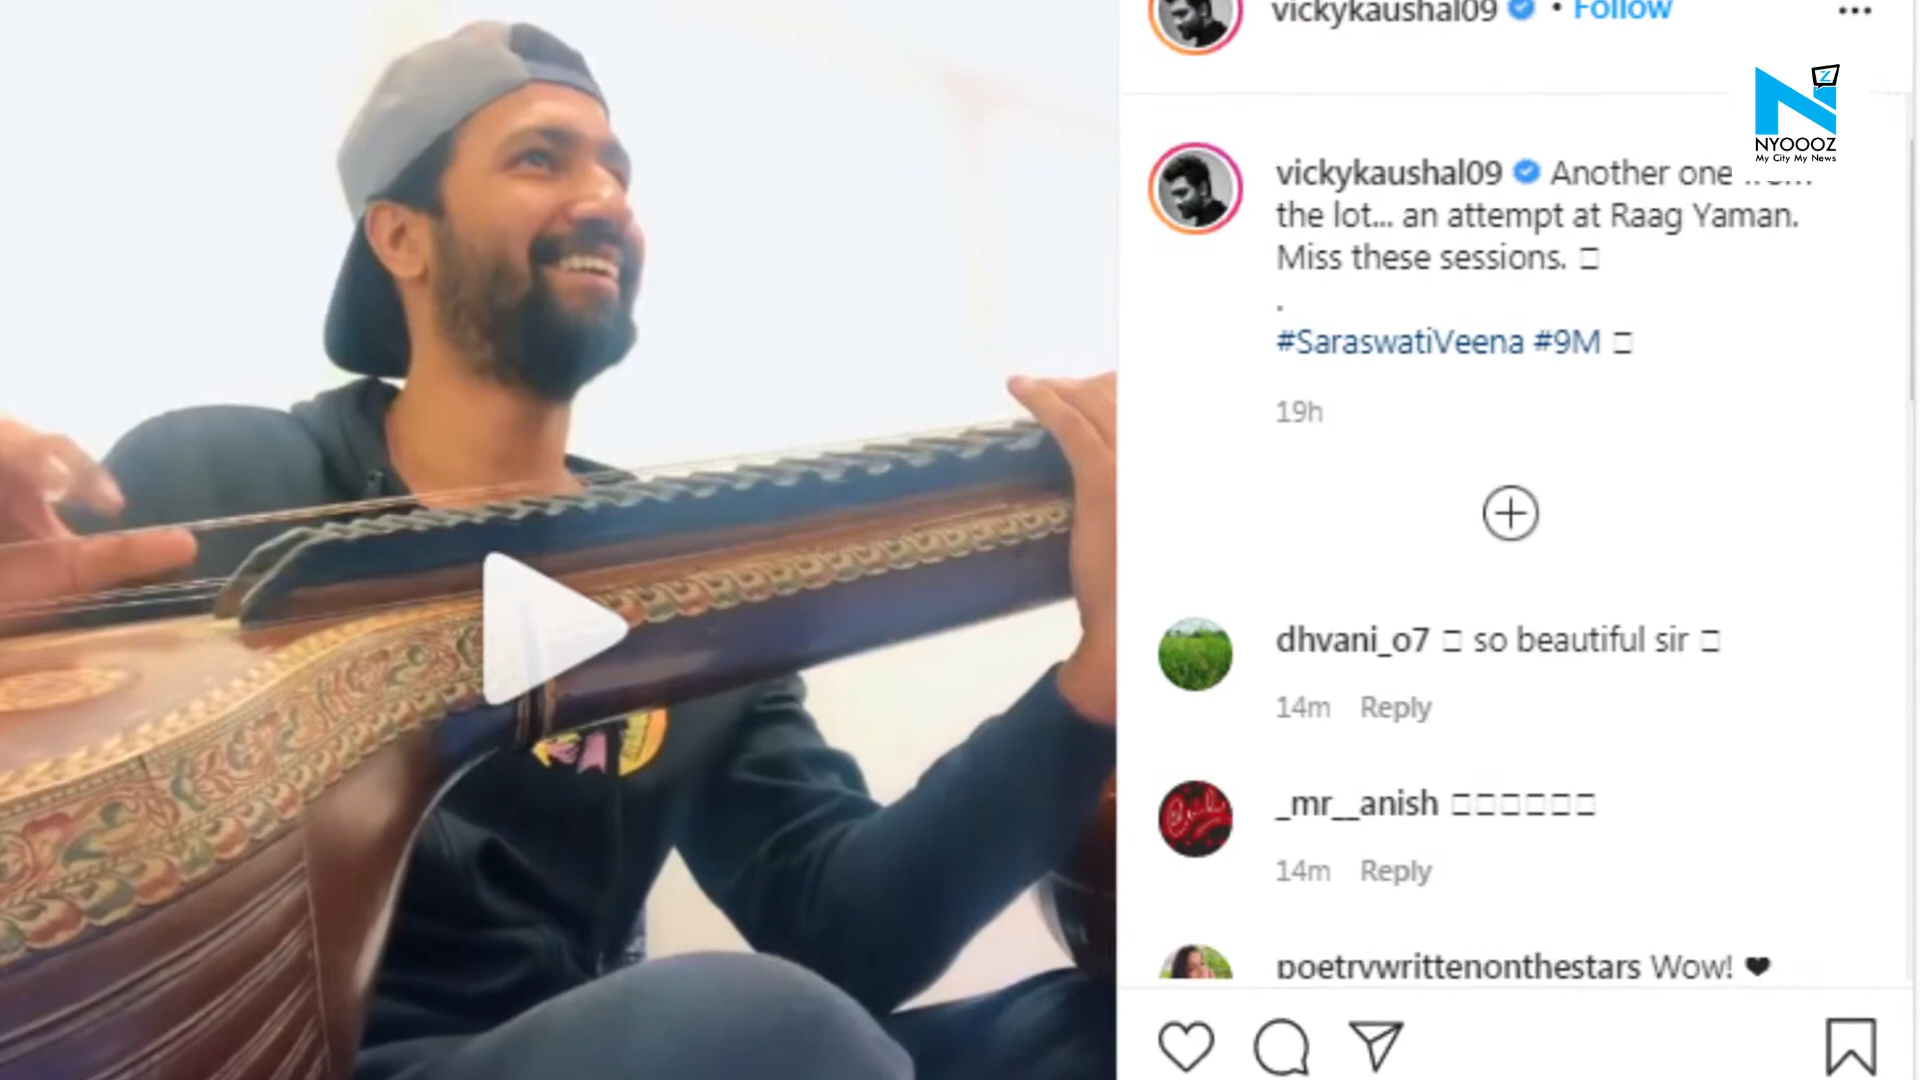 vickykaushal09 • Follow
NYOOOZ
My City My News
vickykaushal09 Another one from
the lot... an attempt at Raag Yaman.
Miss these sessions.
.
#SaraswatiVeena #9M
19h
dhvani_o7 so beautiful sir
14m Reply
_mr__anish
14m Reply
poetrywrittenonthestars Wow! ❤